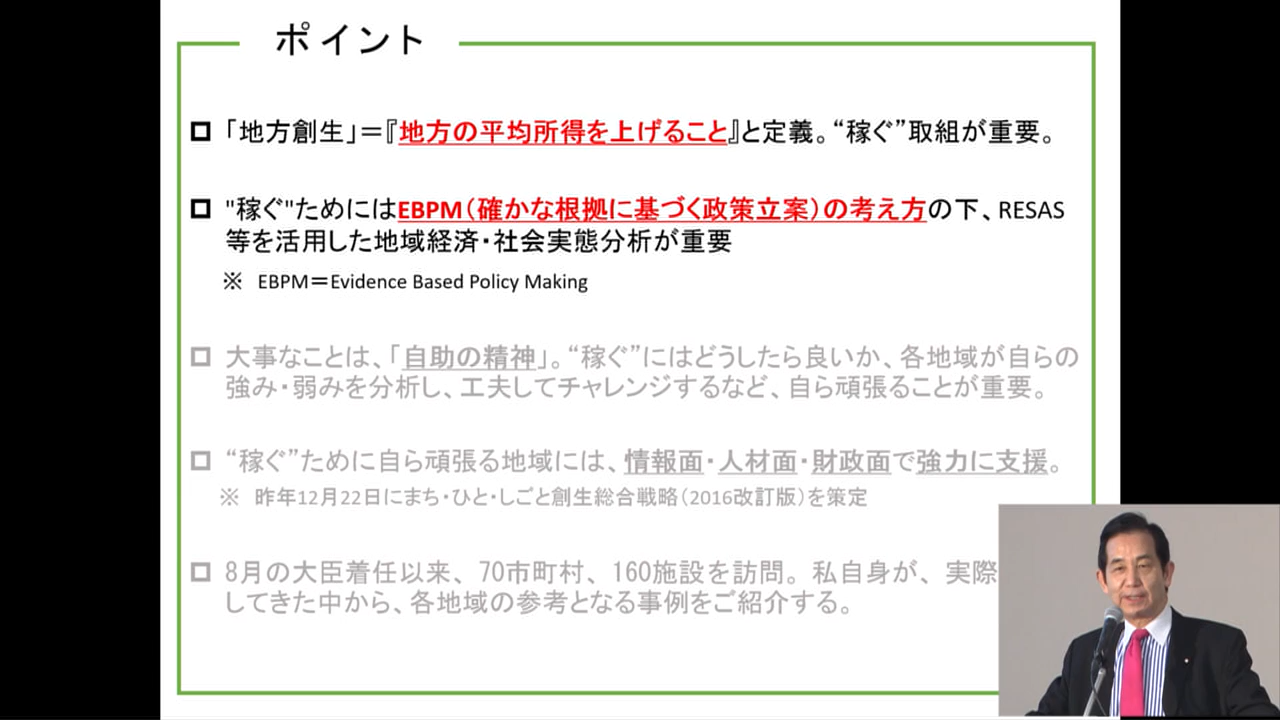 ポイント
「地方創生」＝『地方の平均所得を上げること』と定義。“稼ぐ”取組が重要。
"稼ぐ"ためにはEBPM（確かな根拠に基づく政策立案）の考え方の下、RESAS
等を活用した地域経済・社会実態分析が重要
※ EBPM＝Evidence Based Policy Making
大事なことは、「自助の精神」。“稼ぐ”にはどうしたら良いか、各地域が自らの
強み・弱みを分析し、工夫してチャレンジするなど、自ら頑張ることが重要。
“稼ぐ”ために自ら頑張る地域には、情報面・人材面・財政面で強力に支援。
※ 昨年12月22日にまち・ひと・しごと創生総合戦略（2016改訂版）を策定
8月の大臣着任以来、70市町村、160施設を訪問。私自身が、実際
してきた中から、各地域の参考となる事例をご紹介する。